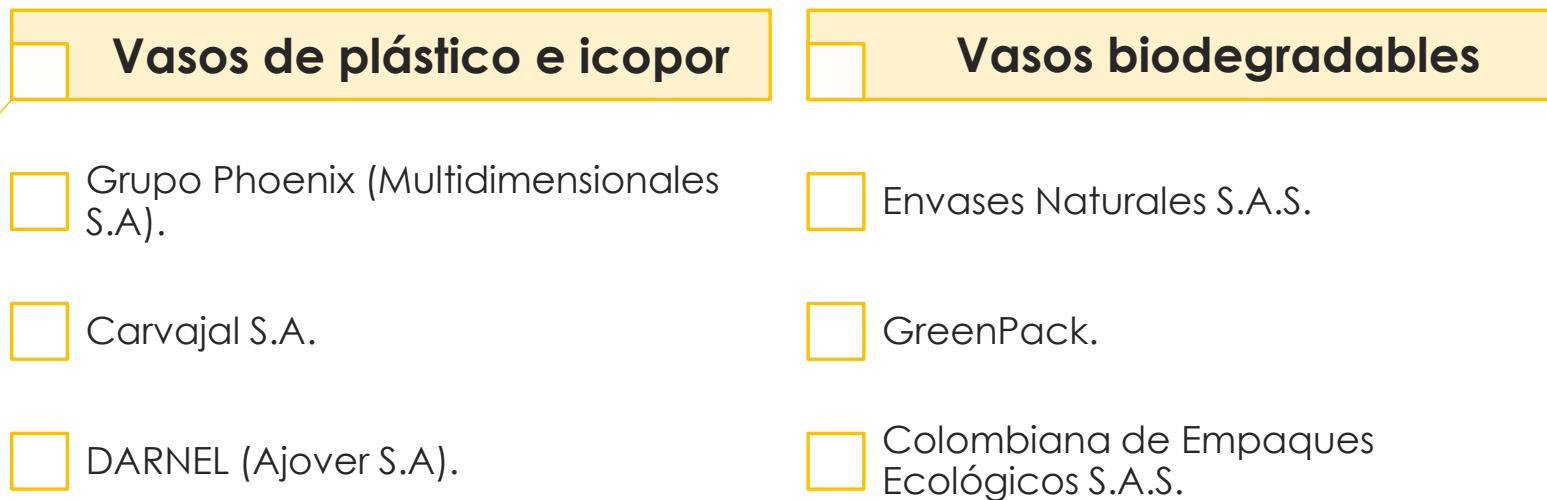 Vasos de plástico e icopor
Grupo Phoenix (Multidimensionales
S.A).
Carvajal S.A.
DARNEL (Ajover S.A).
Vasos biodegradables
Envases Naturales S.A.S.
GreenPack.
Colombiana de Empaques
Ecológicos S.A.S.